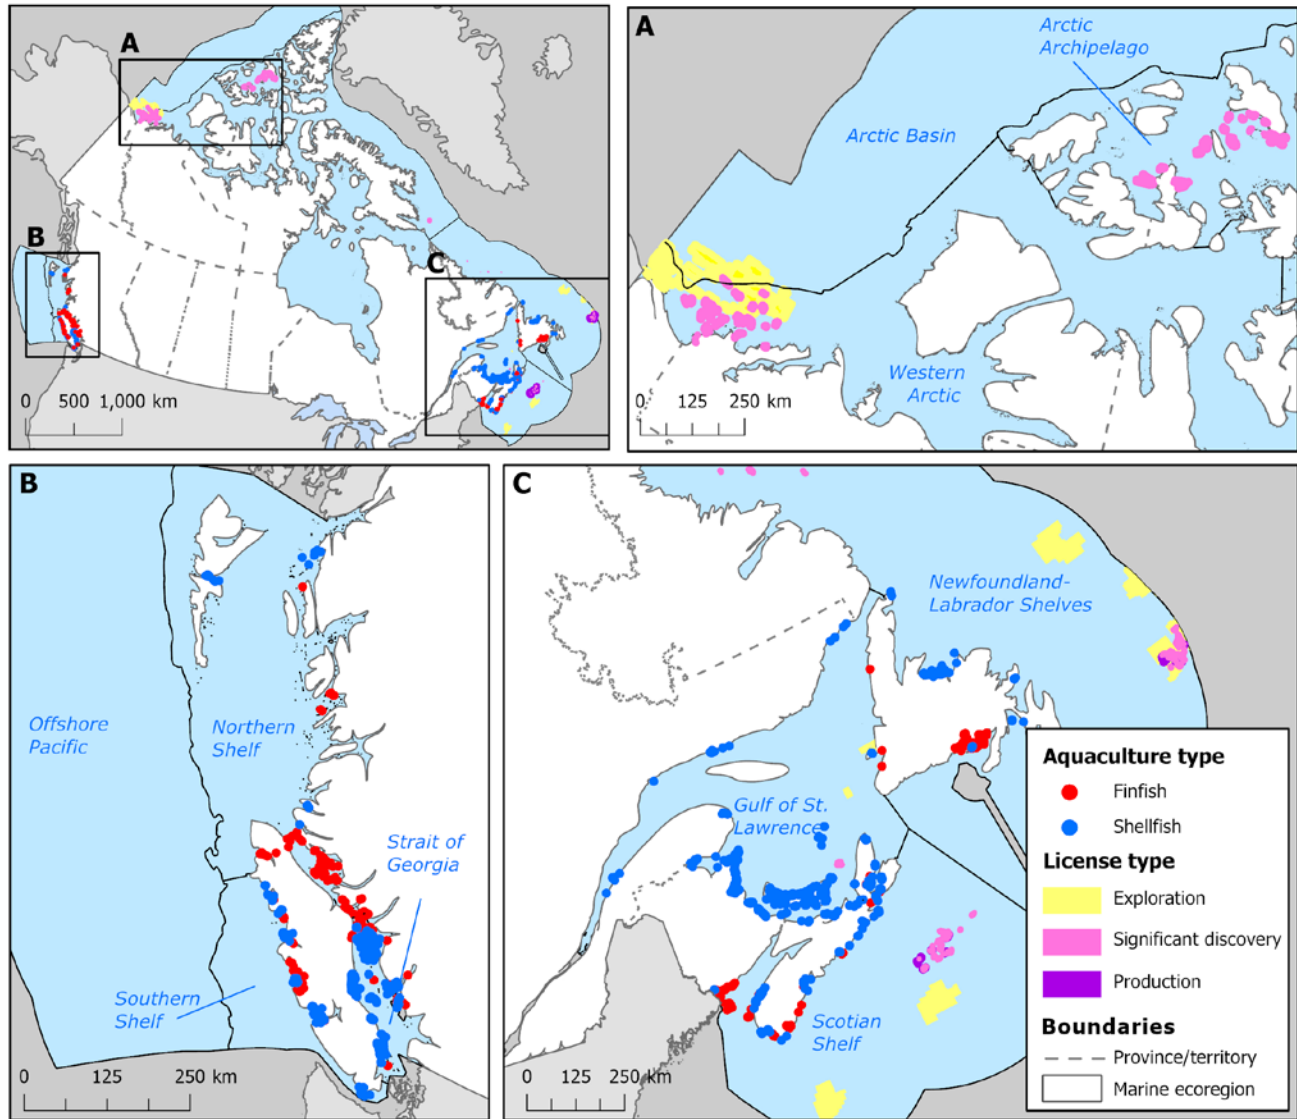 A
B
C
0 500 1,000 km
A
Arctic
Archipelago
Arctic Basin
Western
Arctic
0 125 250 km
B
Offshore
Pacific
Northern
Shelf
Strait of
Georgia
Southern
Shelf
0 125 250 km
C
Newfoundland-
Labrador Shelves
Gulf of St.
Lawrence
Scotian
Shelf
0 125 250 km
Aquaculture type
Finfish
Shellfish
License type
Exploration
Significant discovery
Production
Boundaries
Province/territory
Marine ecoregion